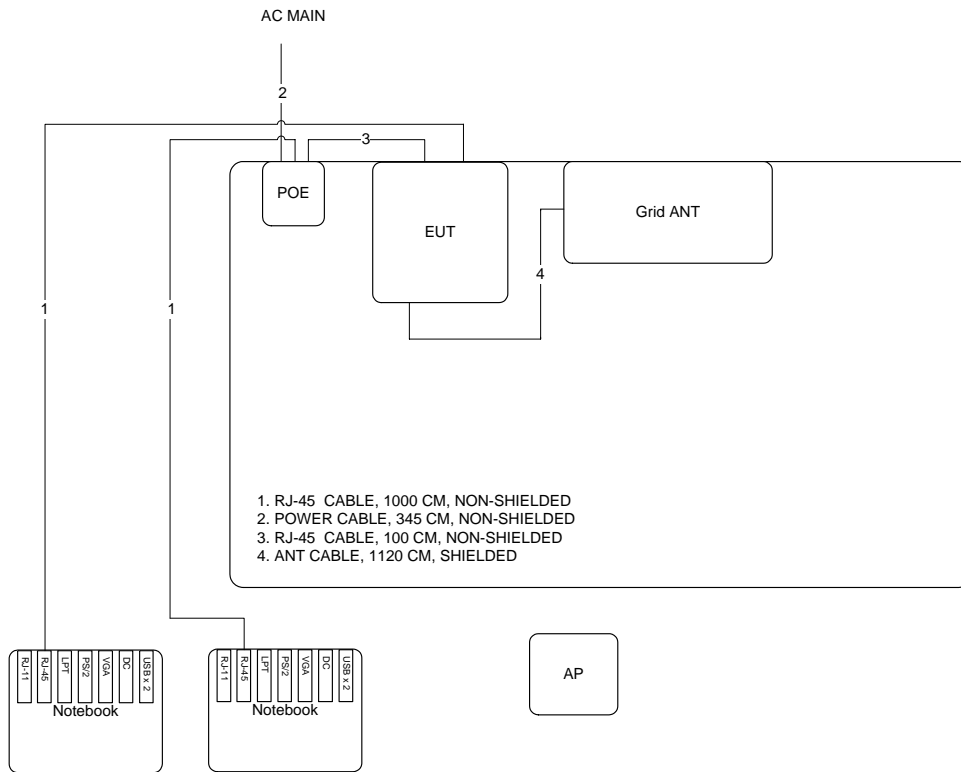 AC MAIN
2
3
POE
EUT
Grid ANT
4
1
1
1. RJ-45 CABLE, 1000 CM, NON-SHIELDED
2. POWER CABLE, 345 CM, NON-SHIELDED
3. RJ-45 CABLE, 100 CM, NON-SHIELDED
4. ANT CABLE, 1120 CM, SHIELDED
RJ-11
RJ-45
LPT
PS/2
VGA
DC
USB x 2
Notebook
RJ-11
RJ-45
LPT
PS/2
VGA
DC
USB x 2
Notebook
AP